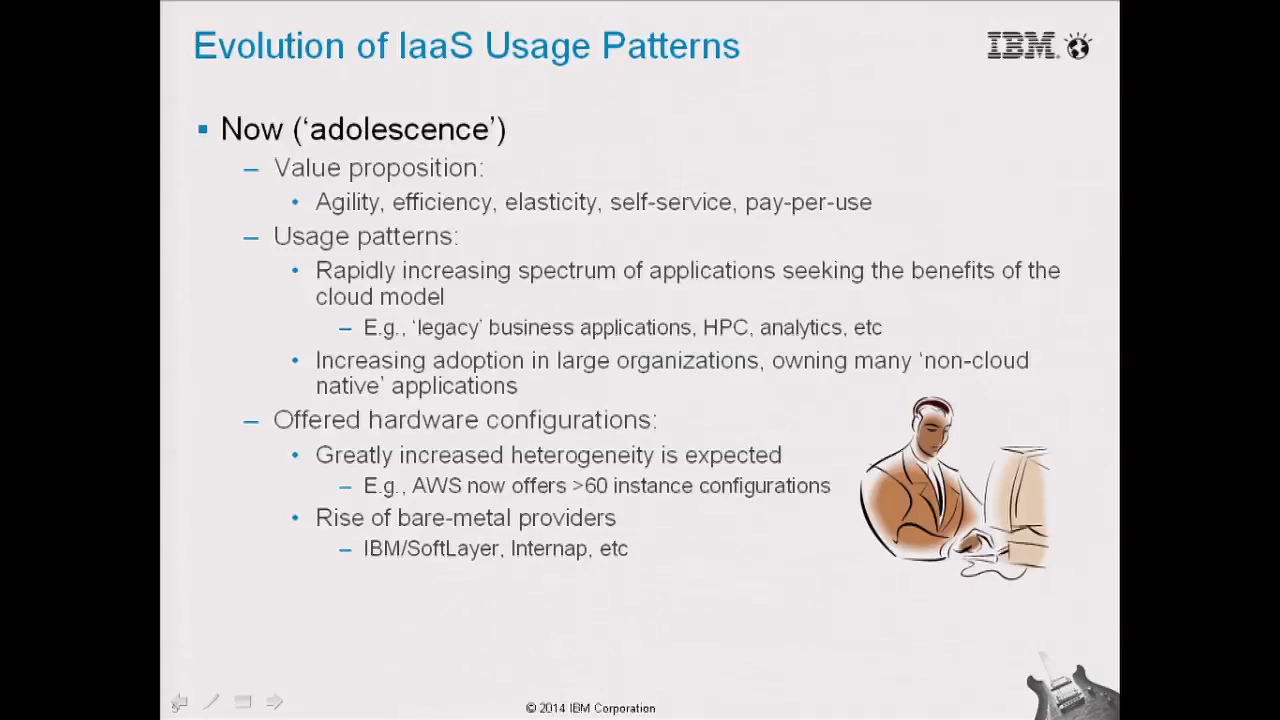 Evolution of IaaS Usage Patterns
IBM
▪ Now (‘adolescence’)
– Value proposition:
• Agility, efficiency, elasticity, self-service, pay-per-use
– Usage patterns:
• Rapidly increasing spectrum of applications seeking the benefits of the
cloud model
– E.g., ‘legacy’ business applications, HPC, analytics, etc
• Increasing adoption in large organizations, owning many ‘non-cloud
native’ applications
– Offered hardware configurations:
• Greatly increased heterogeneity is expected
– E.g., AWS now offers >60 instance configurations
• Rise of bare-metal providers
– IBM/SoftLayer, Internap, etc
© 2014 IBM Corporation